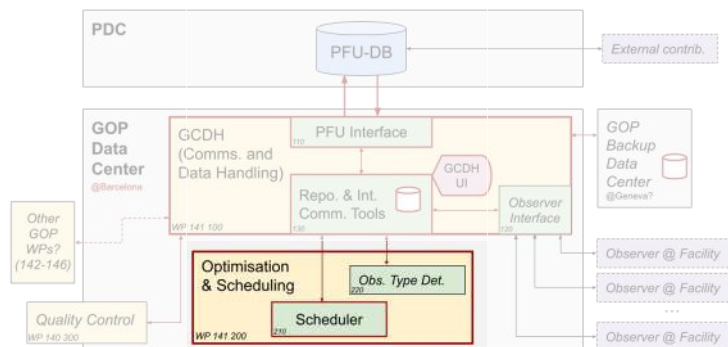 PDC
PFU-DB
External contrib.
GOP
Data
Center
@Barcelona
GCDH
(Comms. and
Data Handling)
PFU Interface
110
GCDH
UI
Repo. & Int.
Comm. Tools
130
Observer
Interface
120
WP 141 100
GOP
Backup
Data
Center
@Geneva?
Other
GOP
WPs?
(142-146)
Optimisation
& Scheduling
Obs. Type Det.
220
Scheduler
210
WP 141 200
Quality Control
WP 140 300
Observer @ Facility
Observer @ Facility
...
Observer @ Facility